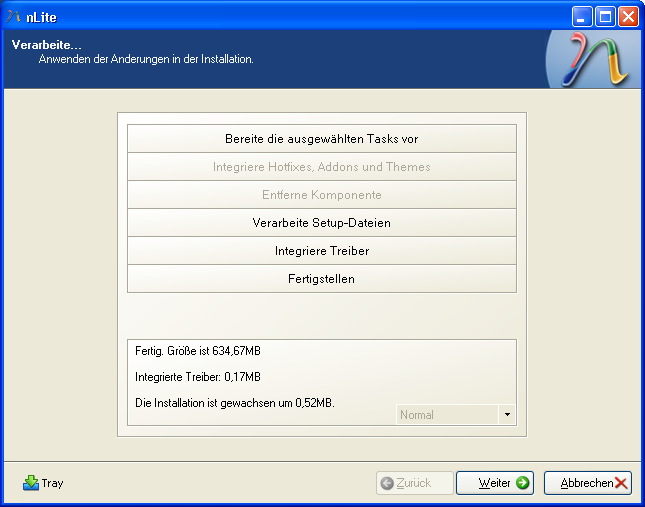 nLite
Verarbeite...
Anwenden der Änderungen in der Installation.
Bereite die ausgewählten Tasks vor
Integriere Hotfixes, Addons und Themes
Entferne Komponente
Verarbeite Setup-Dateien
Integriere Treiber
Fertigstellen
Fertig. Größe ist 634,67MB
Integrierte Treiber: 0,17MB
Die Installation ist gewachsen um 0,52MB.
Normal
Tray
Zurück
Weiter
Abbrechen